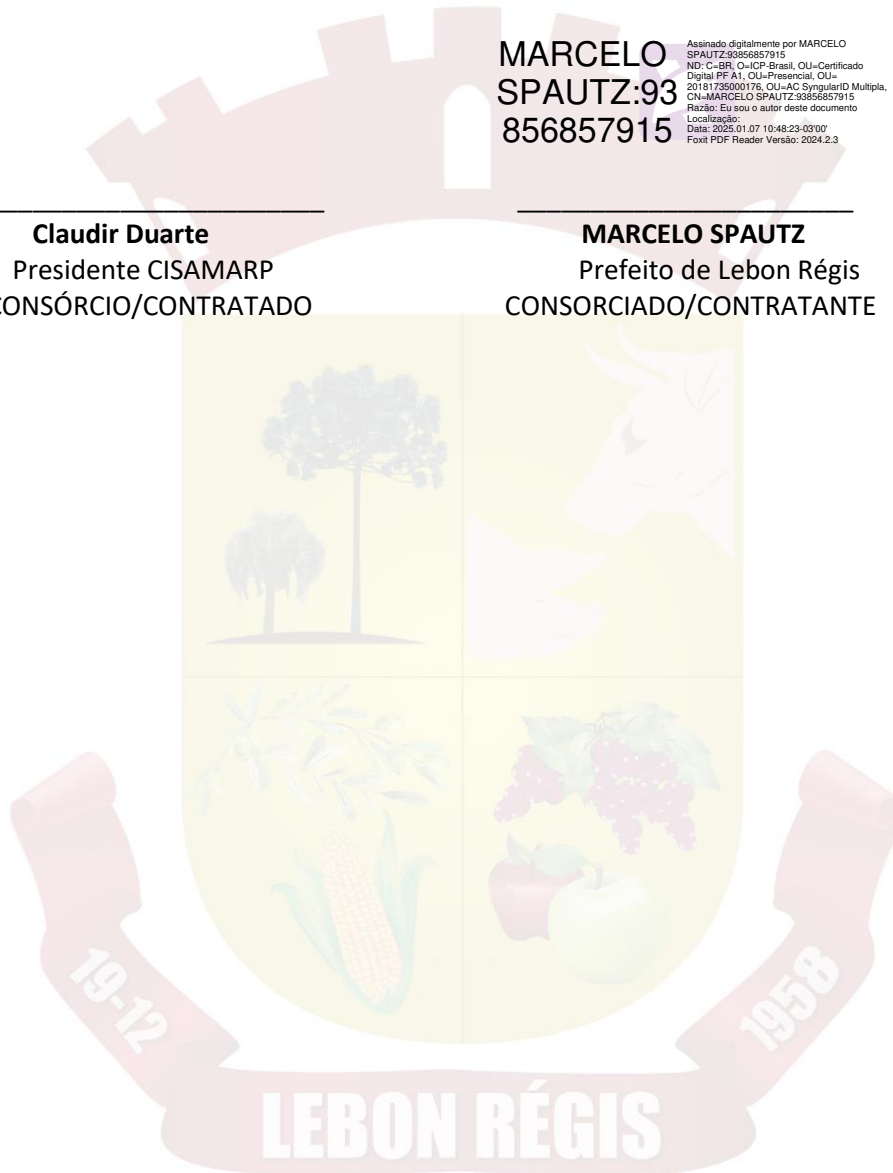 MARCELO
SPAUTZ:93
856857915
Assinado digitalmente por MARCELO
SPAUTZ:93856857915
ND: C=BR, O=ICP-Brasil, OU=Certificado
Digital PF A1, OU=Presencial, OU=
20181735000176, OU=AC SyngularID Multipla,
CN=MARCELO SPAUTZ:93856857915
Razão: Eu sou o autor deste documento
Localização:
Data: 2025.01.07 10:48:23-03'00'
Foxit PDF Reader Versão: 2024.2.3
Claudir Duarte
Presidente CISAMARP
CONSÓRCIO/CONTRATADO
MARCELO SPAUTZ
Prefeito de Lebon Régis
CONSORCIADO/CONTRATANTE
19-12
1958
LEBON RÉGIS